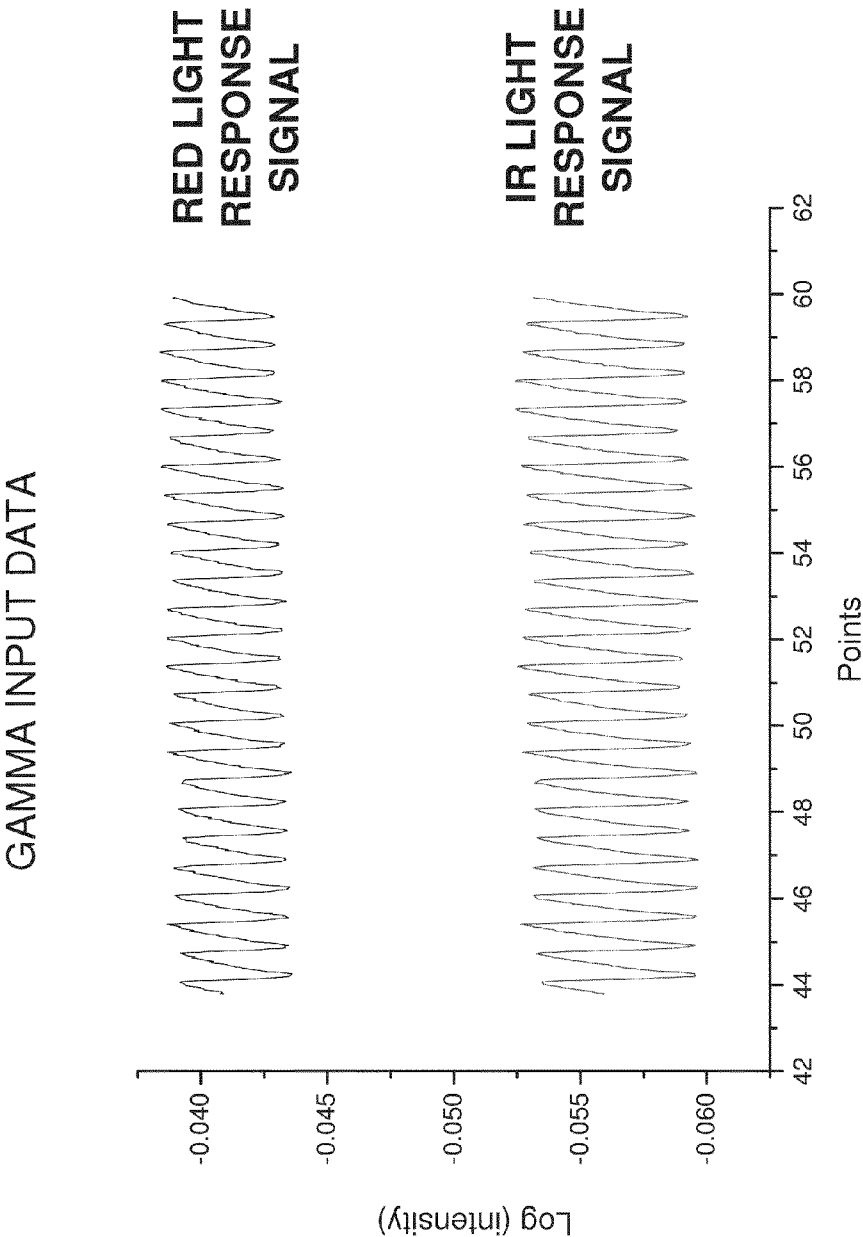 GAMMA INPUT DATA
RED LIGHT
RESPONSE
SIGNAL
IR LIGHT
RESPONSE
SIGNAL
Log (intensity)
-0.040
-0.045
-0.050
-0.055
-0.060
42 44 46 48 50 52 54 56 58 60 62
Points